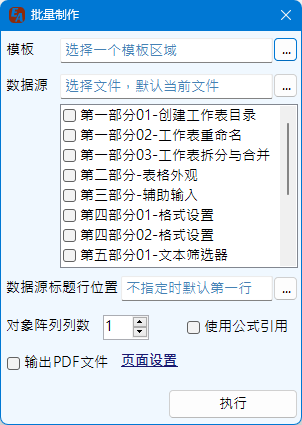 批量制作
模板 选择一个模板区域 ...
数据源 选择文件，默认当前文件 ...
第一部分01-创建工作表目录
第一部分02-工作表重命名
第一部分03-工作表拆分与合并
第二部分-表格外观
第三部分-辅助输入
第四部分01-格式设置
第四部分02-格式设置
第五部分01-文本筛选器
数据源标题行位置 不指定时默认第一行 ...
对象阵列列数 1 使用公式引用
输出PDF文件 页面设置
执行